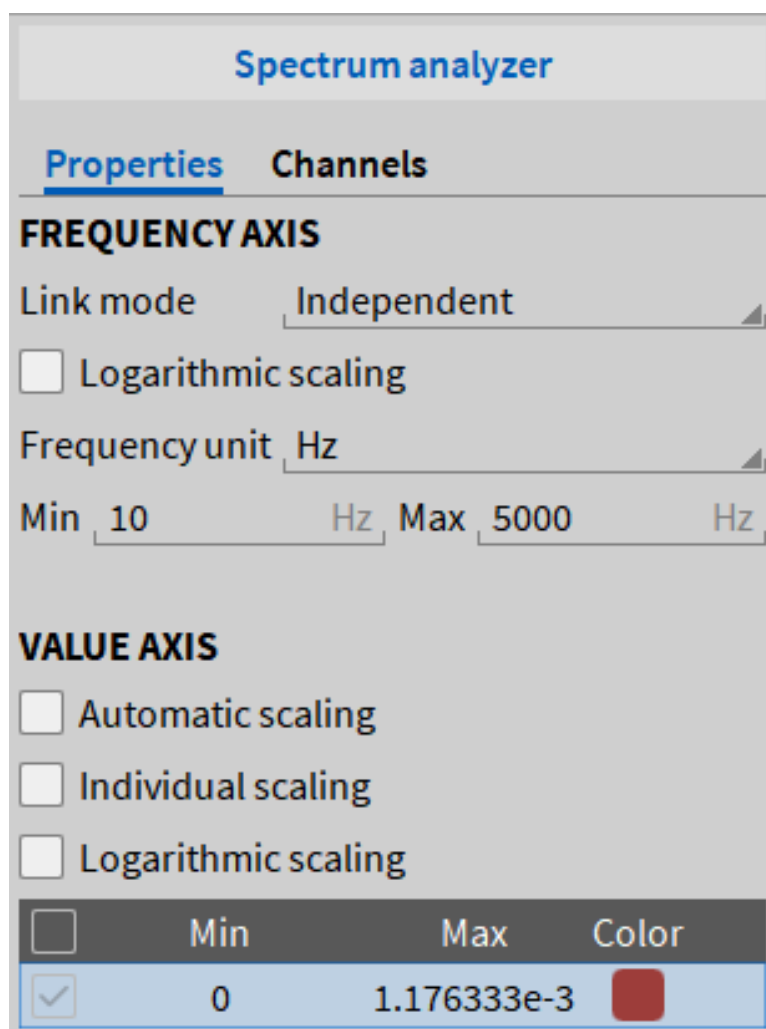 Spectrum analyzer
Properties Channels
FREQUENCY AXIS
Link mode Independent
Logarithmic scaling
Frequency unit Hz
Min 10 Hz Max 5000 Hz
VALUE AXIS
Automatic scaling
Individual scaling
Logarithmic scaling
Min Max Color
0 1.176333e-3